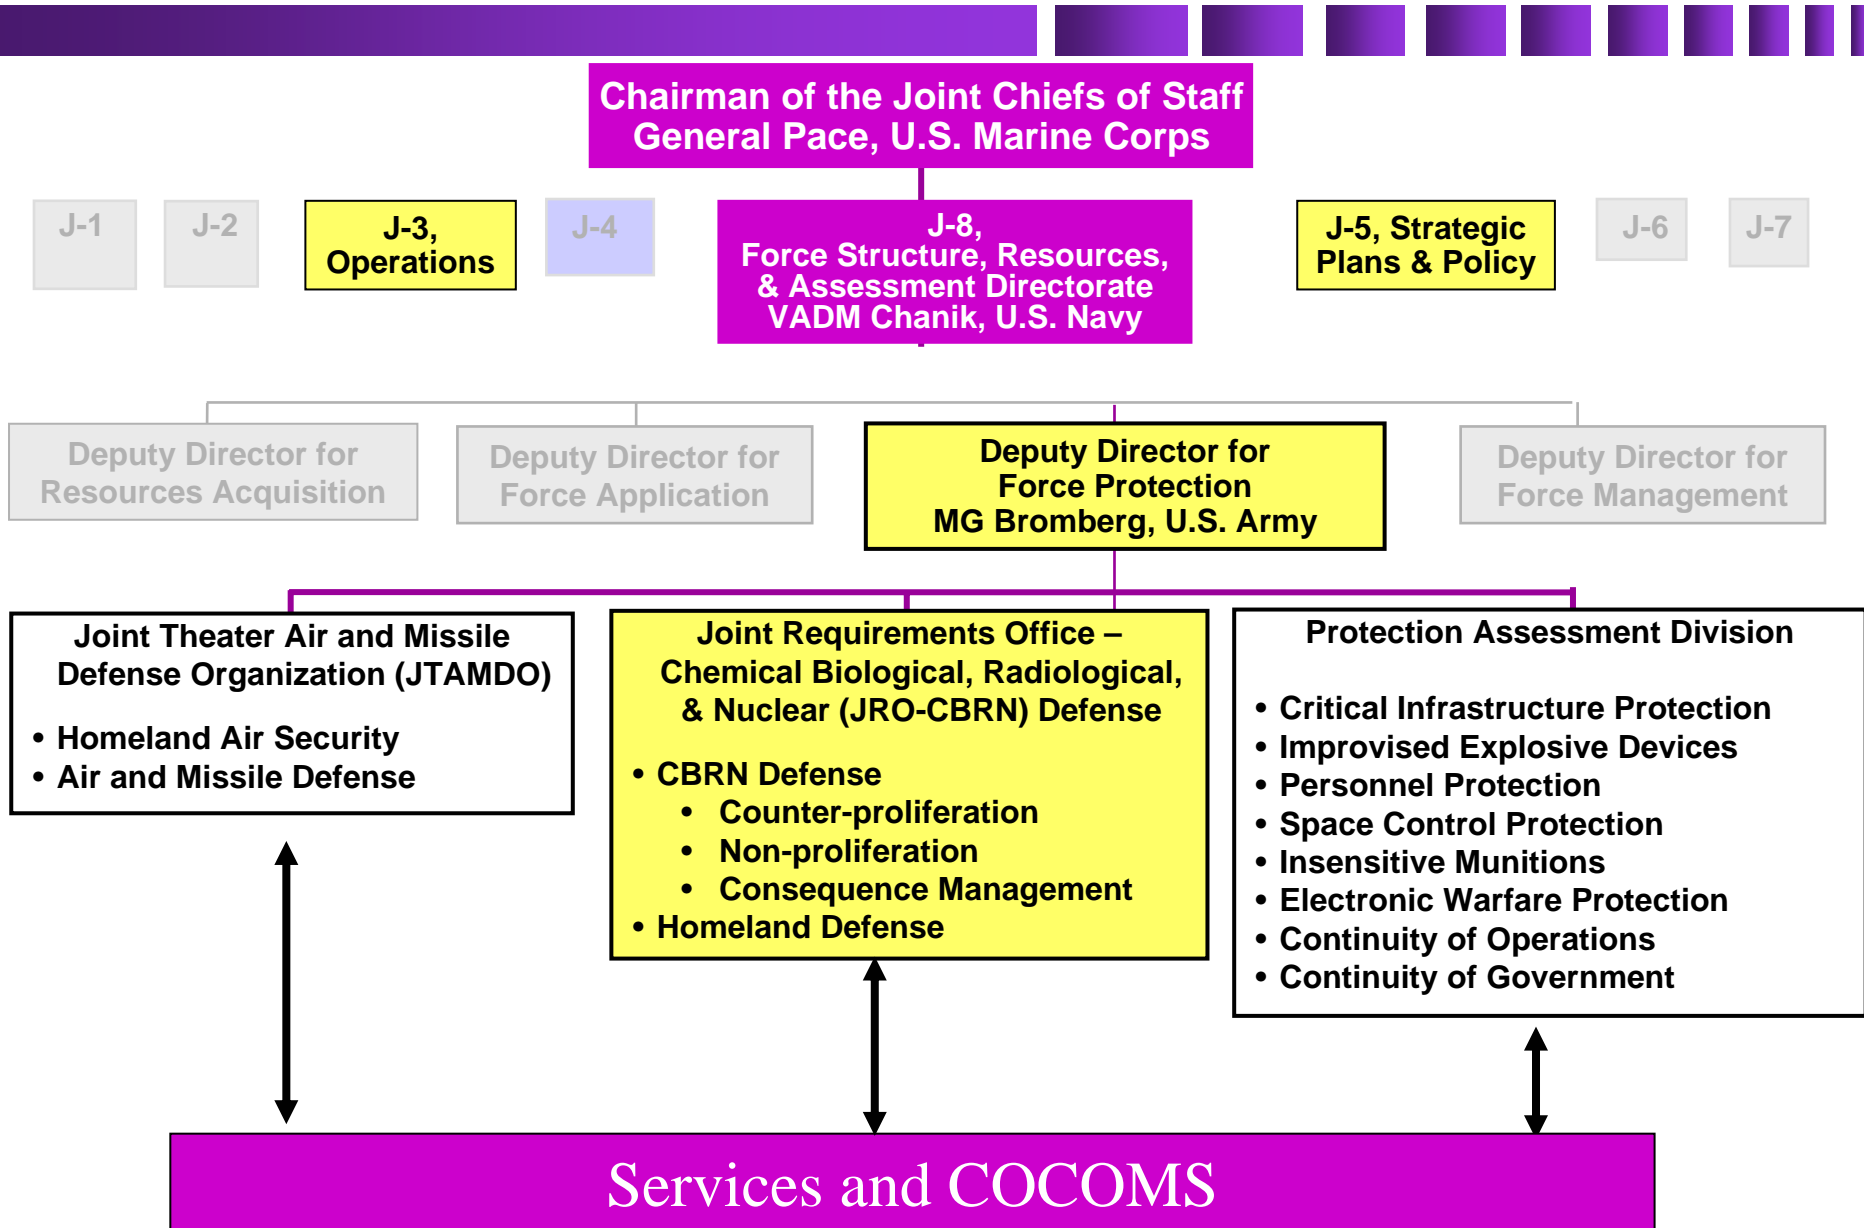 Chairman of the Joint Chiefs of Staff
General Pace, U.S. Marine Corps
J-1
J-2
J-3,
Operations
J-4
J-8,
Force Structure, Resources,
& Assessment Directorate
VADM Chanik, U.S. Navy
J-5, Strategic
Plans & Policy
J-6
J-7
Deputy Director for
Resources Acquisition
Deputy Director for
Force Application
Deputy Director for
Force Protection
MG Bromberg, U.S. Army
Deputy Director for
Force Management
Joint Theater Air and Missile
Defense Organization (JTAMDO)
• Homeland Air Security
• Air and Missile Defense
Joint Requirements Office –
Chemical Biological, Radiological,
& Nuclear (JRO-CBRN) Defense
• CBRN Defense
• Counter-proliferation
• Non-proliferation
• Consequence Management
• Homeland Defense
Protection Assessment Division
• Critical Infrastructure Protection
• Improvised Explosive Devices
• Personnel Protection
• Space Control Protection
• Insensitive Munitions
• Electronic Warfare Protection
• Continuity of Operations
• Continuity of Government
Services and COCOMS